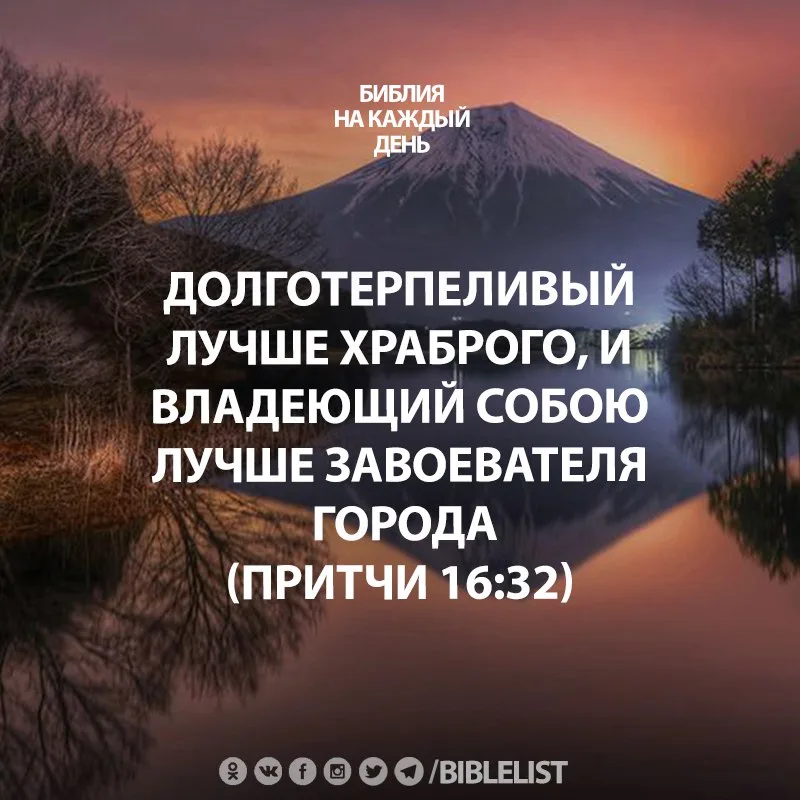 БИБЛИЯ
НА КАЖДЫЙ
ДЕНЬ
ДОЛГОТЕРПЕЛИВЫЙ
ЛУЧШЕ ХРАБРОГО, И
ВЛАДЕЮЩИЙ СОБОЮ
ЛУЧШЕ ЗАВОЕВАТЕЛЯ
ГОРОДА
(ПРИТЧИ 16:32)
/BIBLELIST